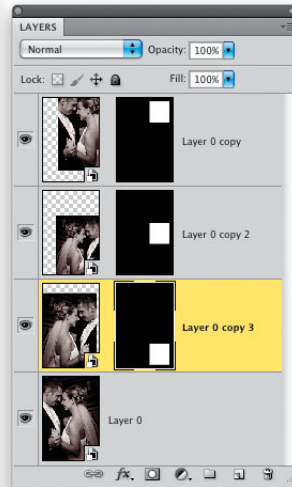 LAYERS
Normal Opacity: 100%
Lock: Fill: 100%
Layer 0 copy
Layer 0 copy 2
Layer 0 copy 3
Layer 0
fx.